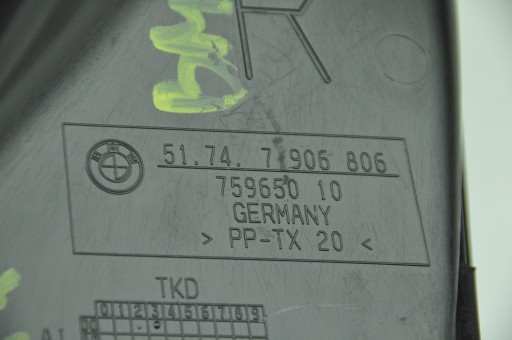 R
BMW
51.74. 7 906 806
759650 10
GERMANY
> PP-TX 20 <
TKD
0 1 2 3 4 5 6 7 8 9